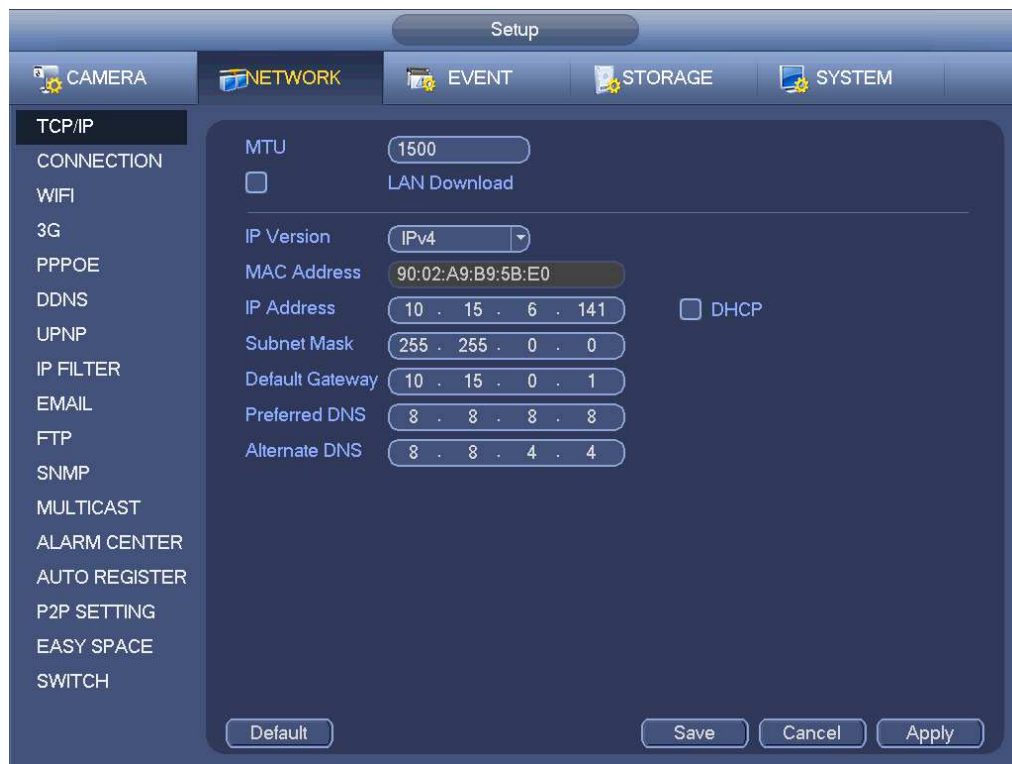 Setup
CAMERA NETWORK EVENT STORAGE SYSTEM
TCP/IP
CONNECTION
WIFI
3G
PPPOE
DDNS
UPNP
IP FILTER
EMAIL
FTP
SNMP
MULTICAST
ALARM CENTER
AUTO REGISTER
P2P SETTING
EASY SPACE
SWITCH
MTU 1500
LAN Download
IP Version IPv4
MAC Address 90:02:A9:B9:5B:E0
IP Address 10 . 15 . 6 . 141 DHCP
Subnet Mask 255 . 255 . 0 . 0
Default Gateway 10 . 15 . 0 . 1
Preferred DNS 8 . 8 . 8 . 8
Alternate DNS 8 . 8 . 4 . 4
Default Save Cancel Apply